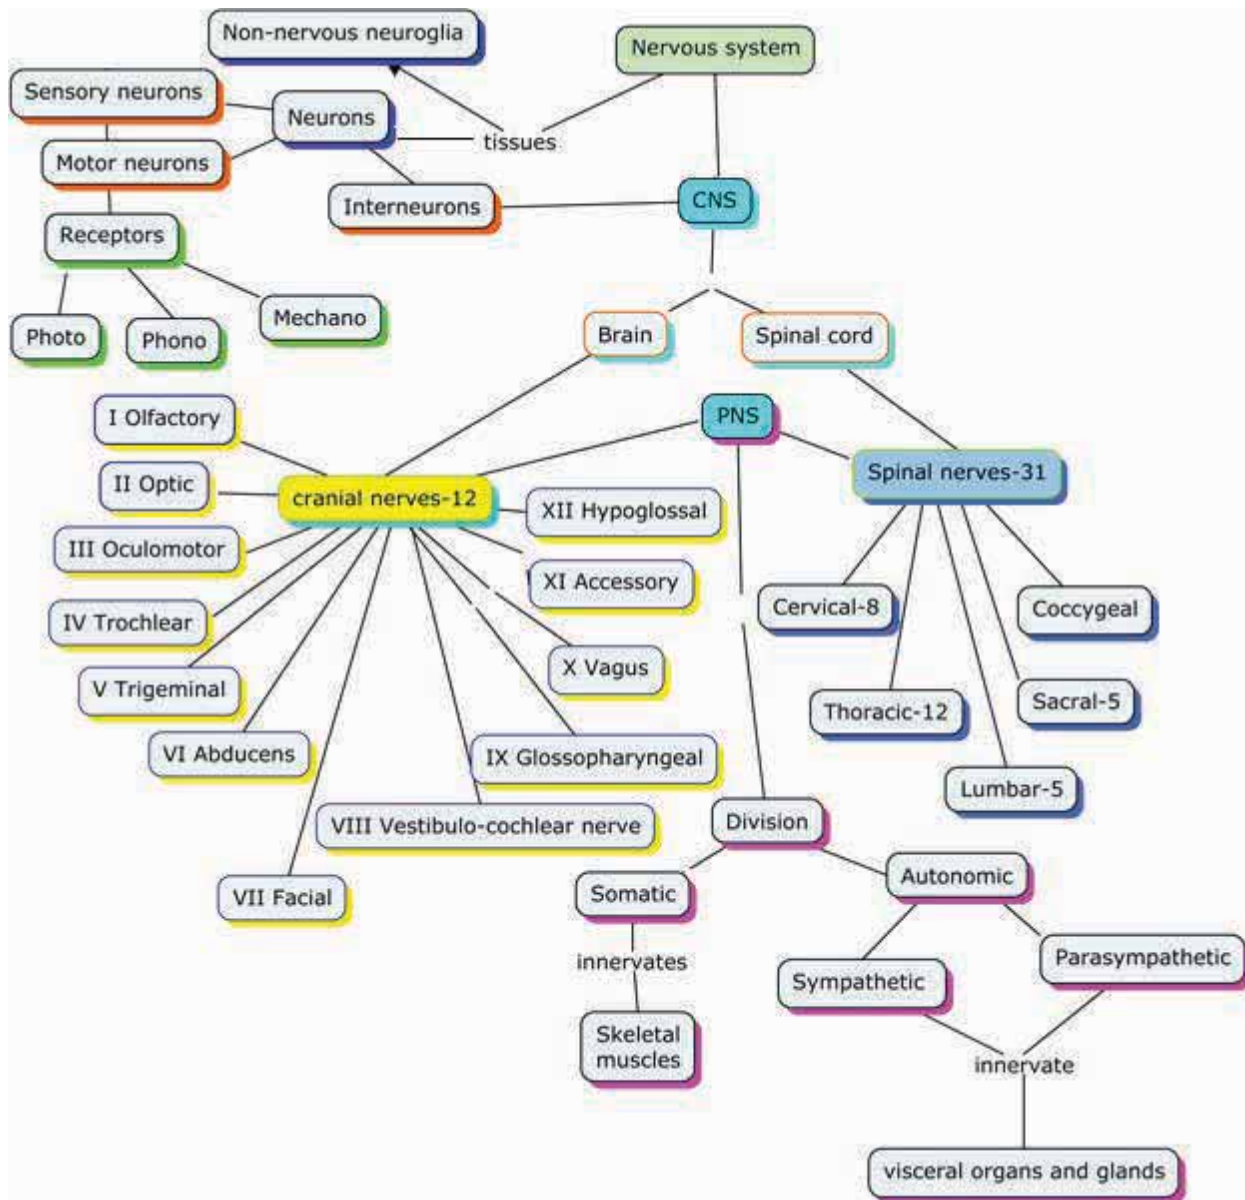 Non-nervous neuroglia
Nervous system
Sensory neurons
Neurons
tissues
Motor neurons
Interneurons
CNS
Receptors
Photo
Phono
Mechano
Brain
Spinal cord
I Olfactory
PNS
II Optic
cranial nerves-12
Spinal nerves-31
III Oculomotor
XII Hypoglossal
XI Accessory
IV Trochlear
Cervical-8
Coccygeal
X Vagus
V Trigeminal
Thoracic-12
Sacral-5
VI Abducens
IX Glossopharyngeal
Lumbar-5
VIII Vestibulo-cochlear nerve
Division
VII Facial
Somatic
Autonomic
innervates
Sympathetic
Parasympathetic
Skeletal
muscles
innervate
visceral organs and glands